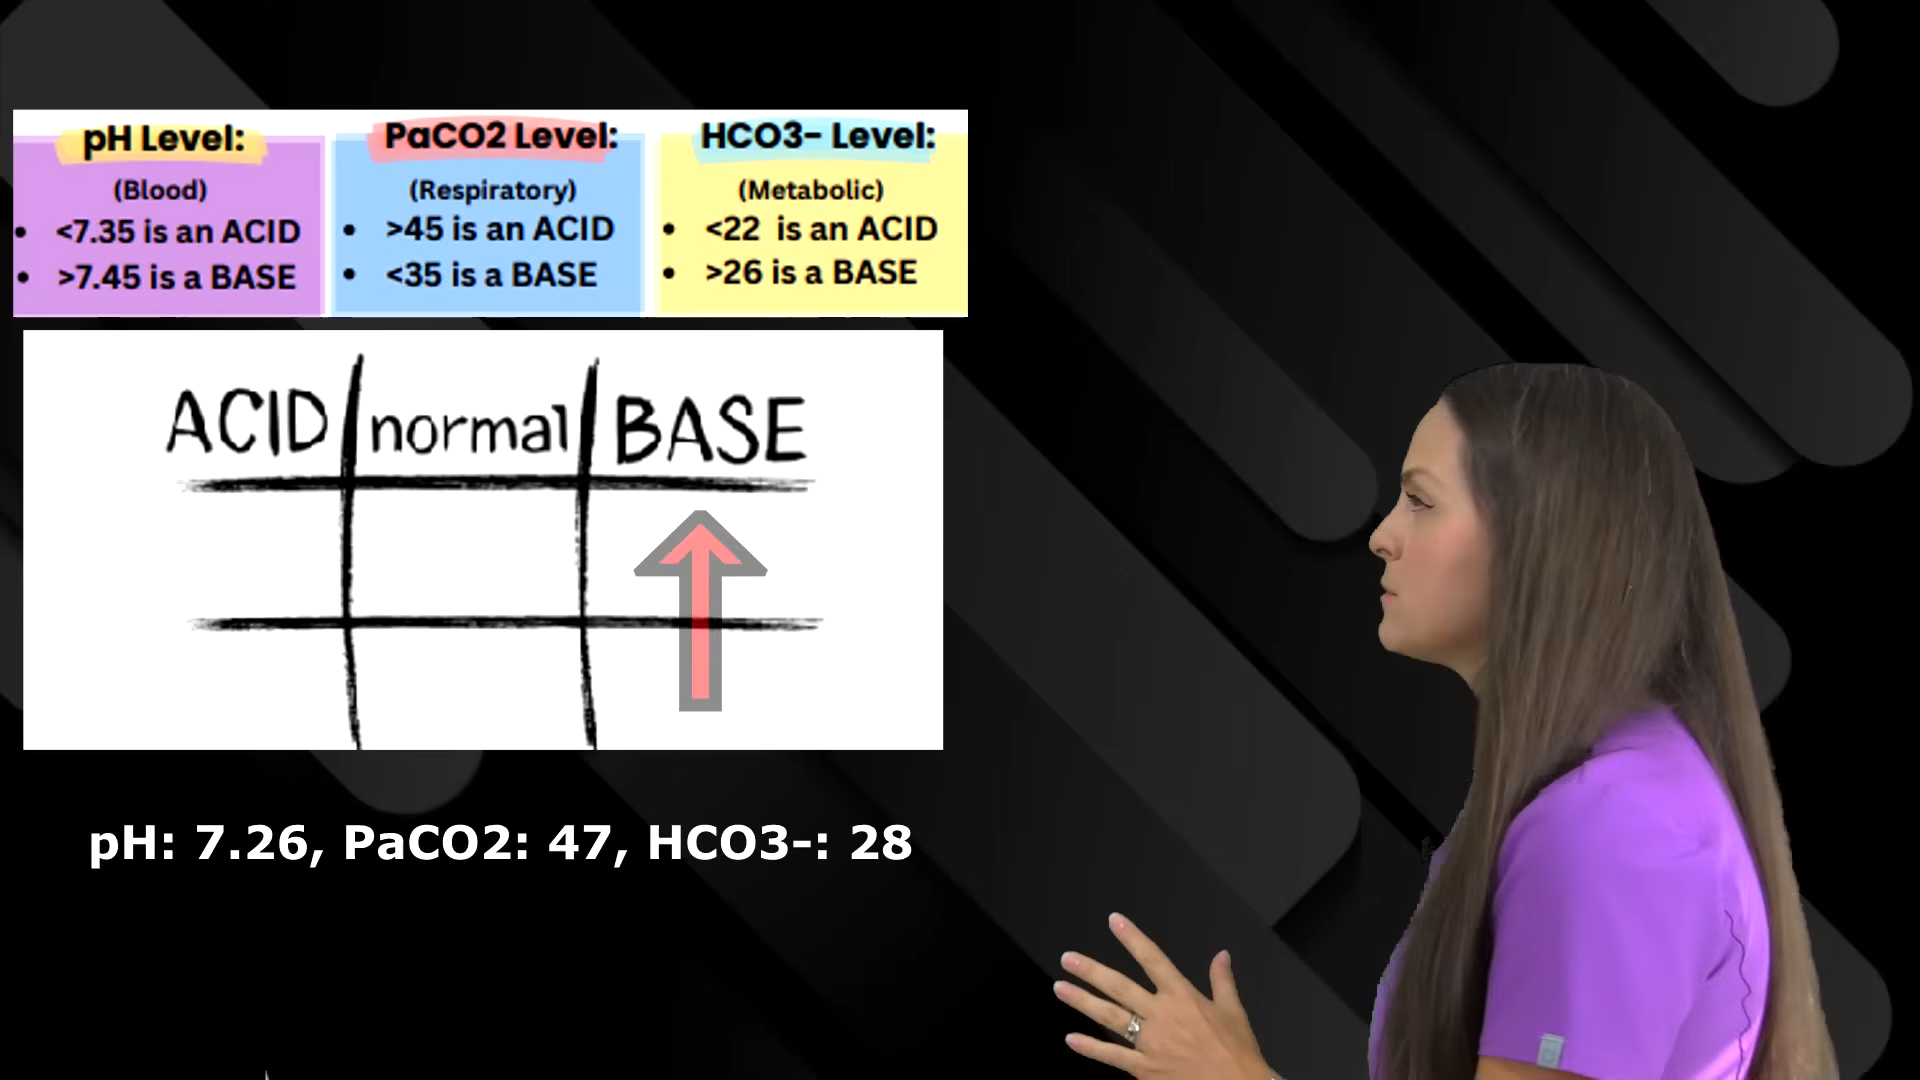 pH Level:
(Blood)
• <7.35 is an ACID
• >7.45 is a BASE
PaCO2 Level:
(Respiratory)
• >45 is an ACID
• <35 is a BASE
HCO3- Level:
(Metabolic)
• <22 is an ACID
• >26 is a BASE
ACID normal BASE
pH: 7.26, PaCO2: 47, HCO3-: 28